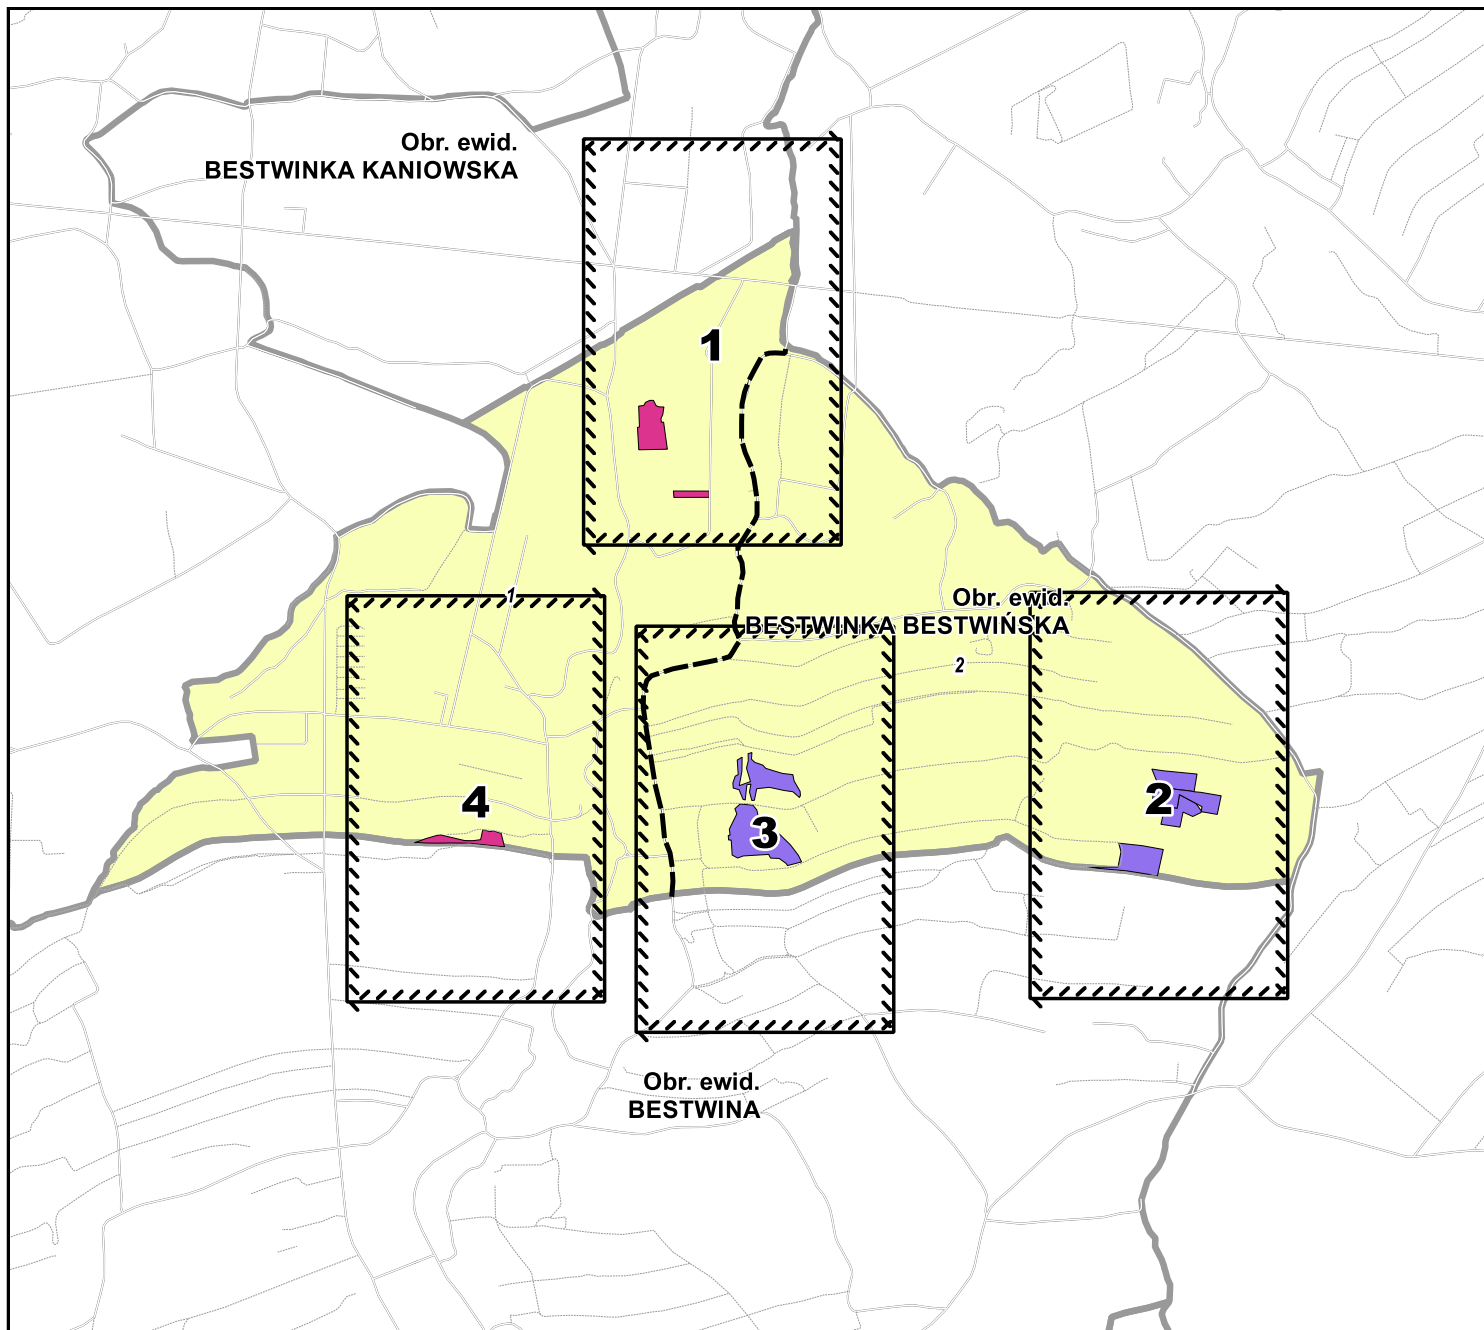 Obr. ewid.
BESTWINKA KANIOWSKA
1
1
Obr. ewid.
BESTWINKA BESTWIŃSKA
2
4
3
2
Obr. ewid.
BESTWINA